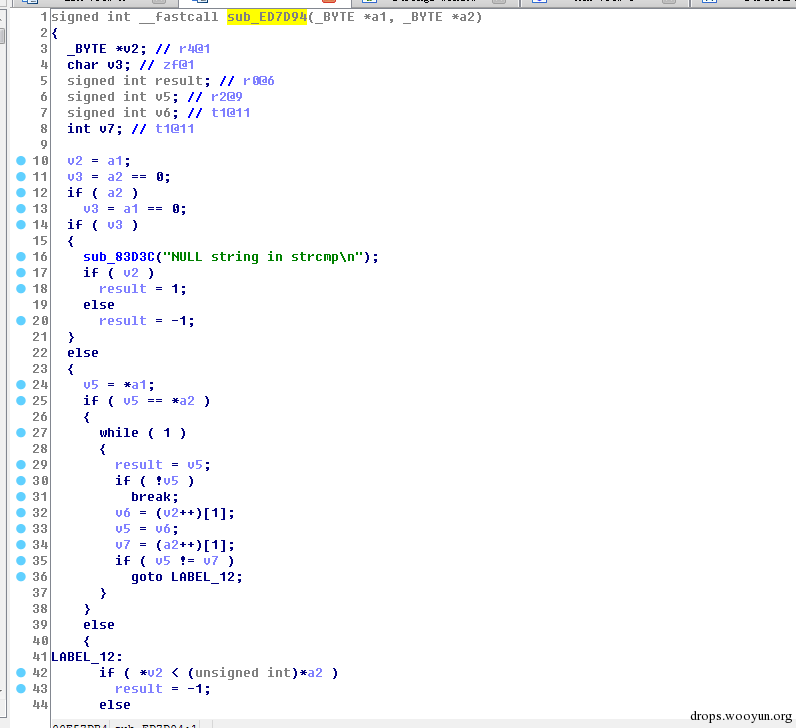 1 signed int __fastcall sub_ED7D94(_BYTE *a1, _BYTE *a2)
2 {
3 _BYTE *v2; // r4@1
4 char v3; // zf@1
5 signed int result; // r0@6
6 signed int v5; // r2@9
7 signed int v6; // t1@11
8 int v7; // t1@11
9
10 v2 = a1;
11 v3 = a2 == 0;
12 if ( a2 )
13 v3 = a1 == 0;
14 if ( v3 )
15 {
16 sub_83D3C("NULL string in strcmp\n");
17 if ( v2 )
18 result = 1;
19 else
20 result = -1;
21 }
22 else
23 {
24 v5 = *a1;
25 if ( v5 == *a2 )
26 {
27 while ( 1 )
28 {
29 result = v5;
30 if ( !v5 )
31 break;
32 v6 = (v2++)[1];
33 v5 = v6;
34 v7 = (a2++)[1];
35 if ( v5 != v7 )
36 goto LABEL_12;
37 }
38 }
39 else
40 {
41 LABEL_12:
42 if ( *v2 < (unsigned int)*a2 )
43 result = -1;
44 else
drops.wooyun.org